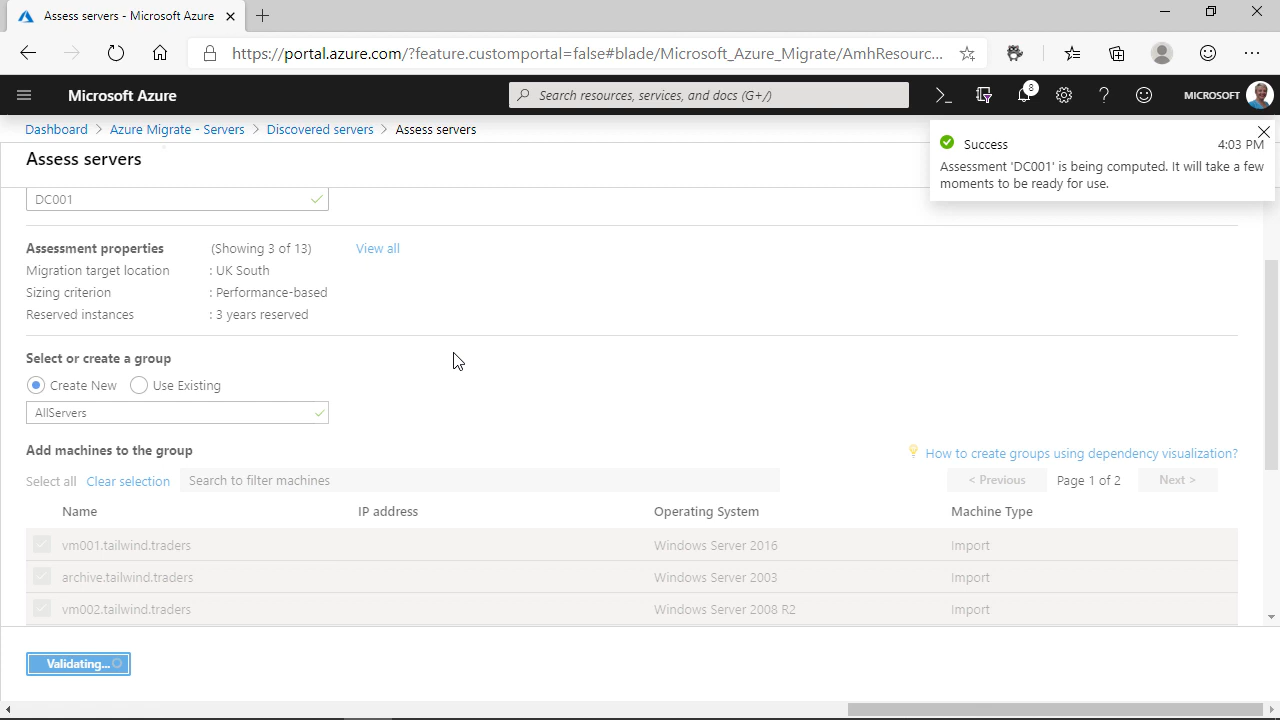 Assess servers - Microsoft Azure
https://portal.azure.com/?feature.customportal=false#blade/Microsoft_Azure_Migrate/AmhResourc...
Microsoft Azure
Search resources, services, and docs (G+/)
8
MICROSOFT
Dashboard > Azure Migrate - Servers > Discovered servers > Assess servers
Assess servers
Success 4:03 PM
Assessment 'DC001' is being computed. It will take a few
moments to be ready for use.
DC001
Assessment properties (Showing 3 of 13) View all
Migration target location : UK South
Sizing criterion : Performance-based
Reserved instances : 3 years reserved
Select or create a group
Create New Use Existing
AllServers
Add machines to the group
How to create groups using dependency visualization?
Select all Clear selection Search to filter machines < Previous Page 1 of 2 Next >
Name IP address Operating System Machine Type
vm001.tailwind.traders Windows Server 2016 Import
archive.tailwind.traders Windows Server 2003 Import
vm002.tailwind.traders Windows Server 2008 R2 Import
Validating...